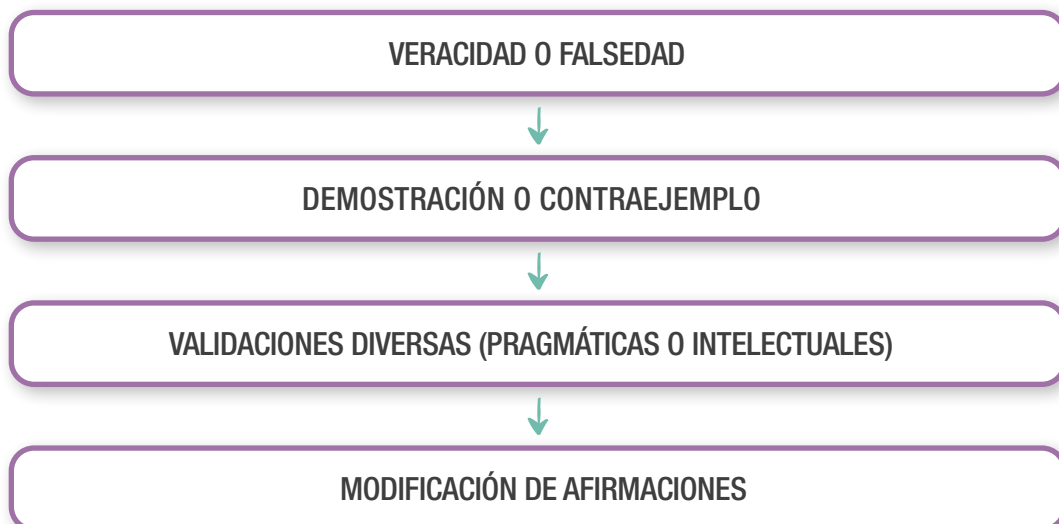 VERACIDAD O FALSEDAD
DEMOSTRACIÓN O CONTRAEJEMPLO
VALIDACIONES DIVERSAS (PRAGMÁTICAS O INTELECTUALES)
MODIFICACIÓN DE AFIRMACIONES